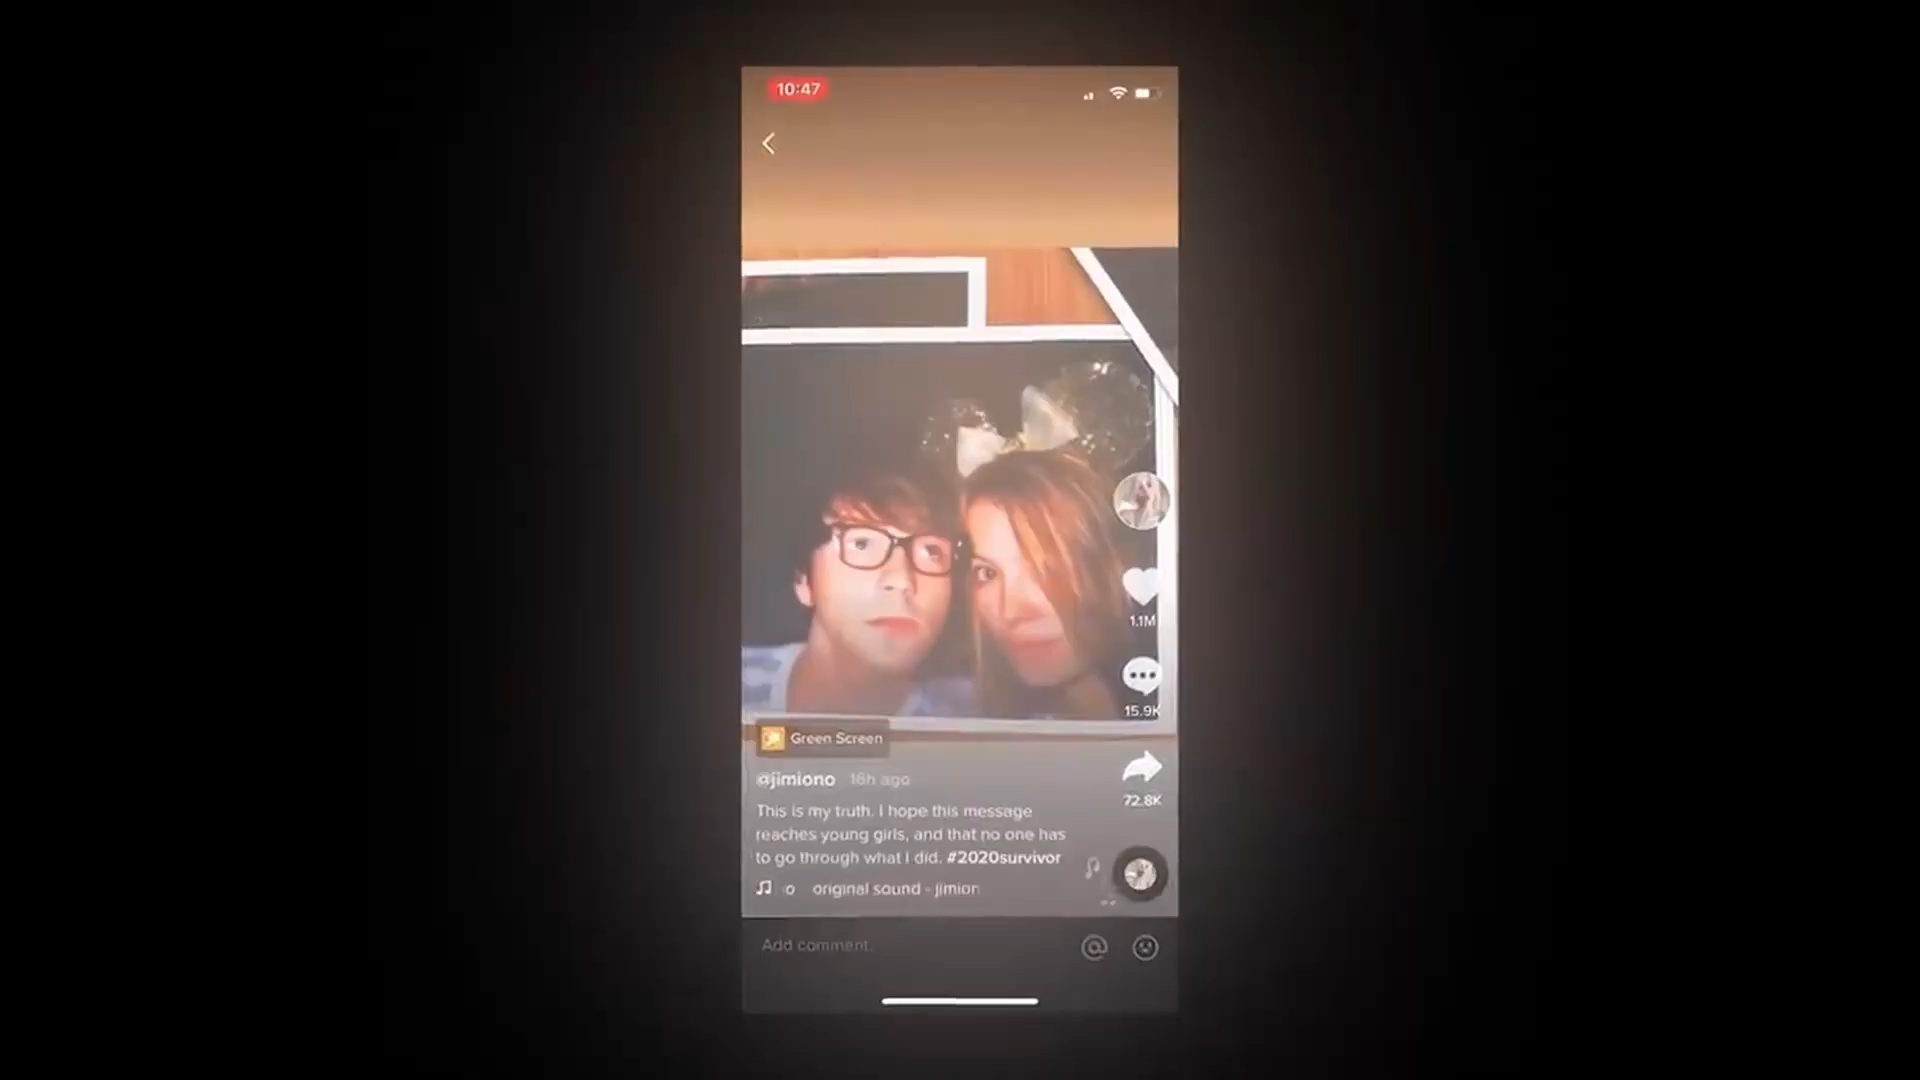 10:47
1.1M
15.9K
Green Screen
@jimiono 16h ago
72.8K
This is my truth. I hope this message
reaches young girls, and that no one has
to go through what I did. #2020survivor
o original sound - jimion
Add comment.